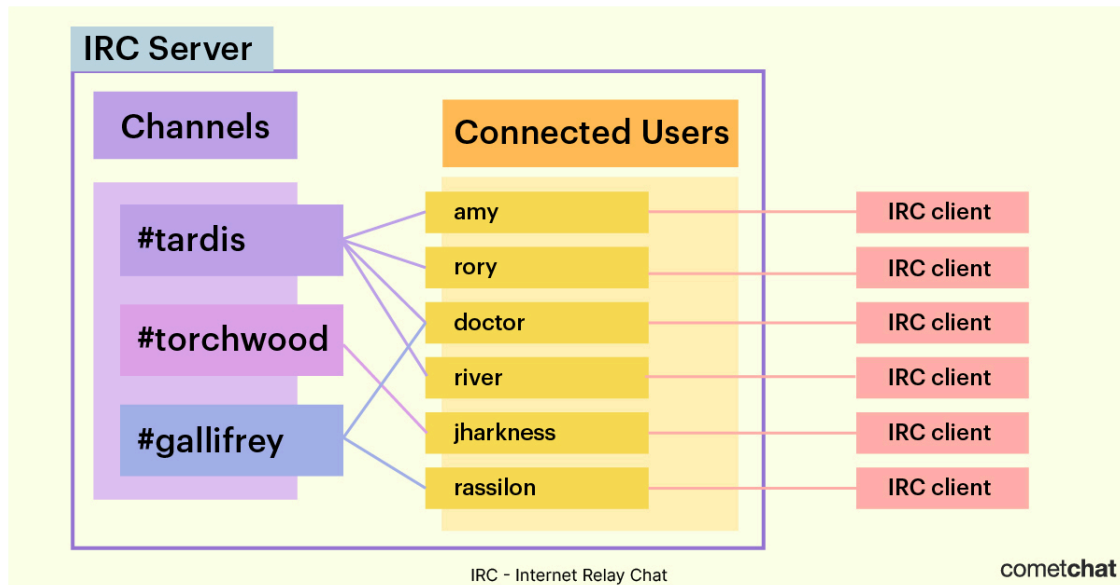 IRC Server
Channels
Connected Users
#tardis
#torchwood
#gallifrey
amy
rory
doctor
river
jharkness
rassilon
IRC client
IRC client
IRC client
IRC client
IRC client
IRC client
IRC - Internet Relay Chat
cometchat